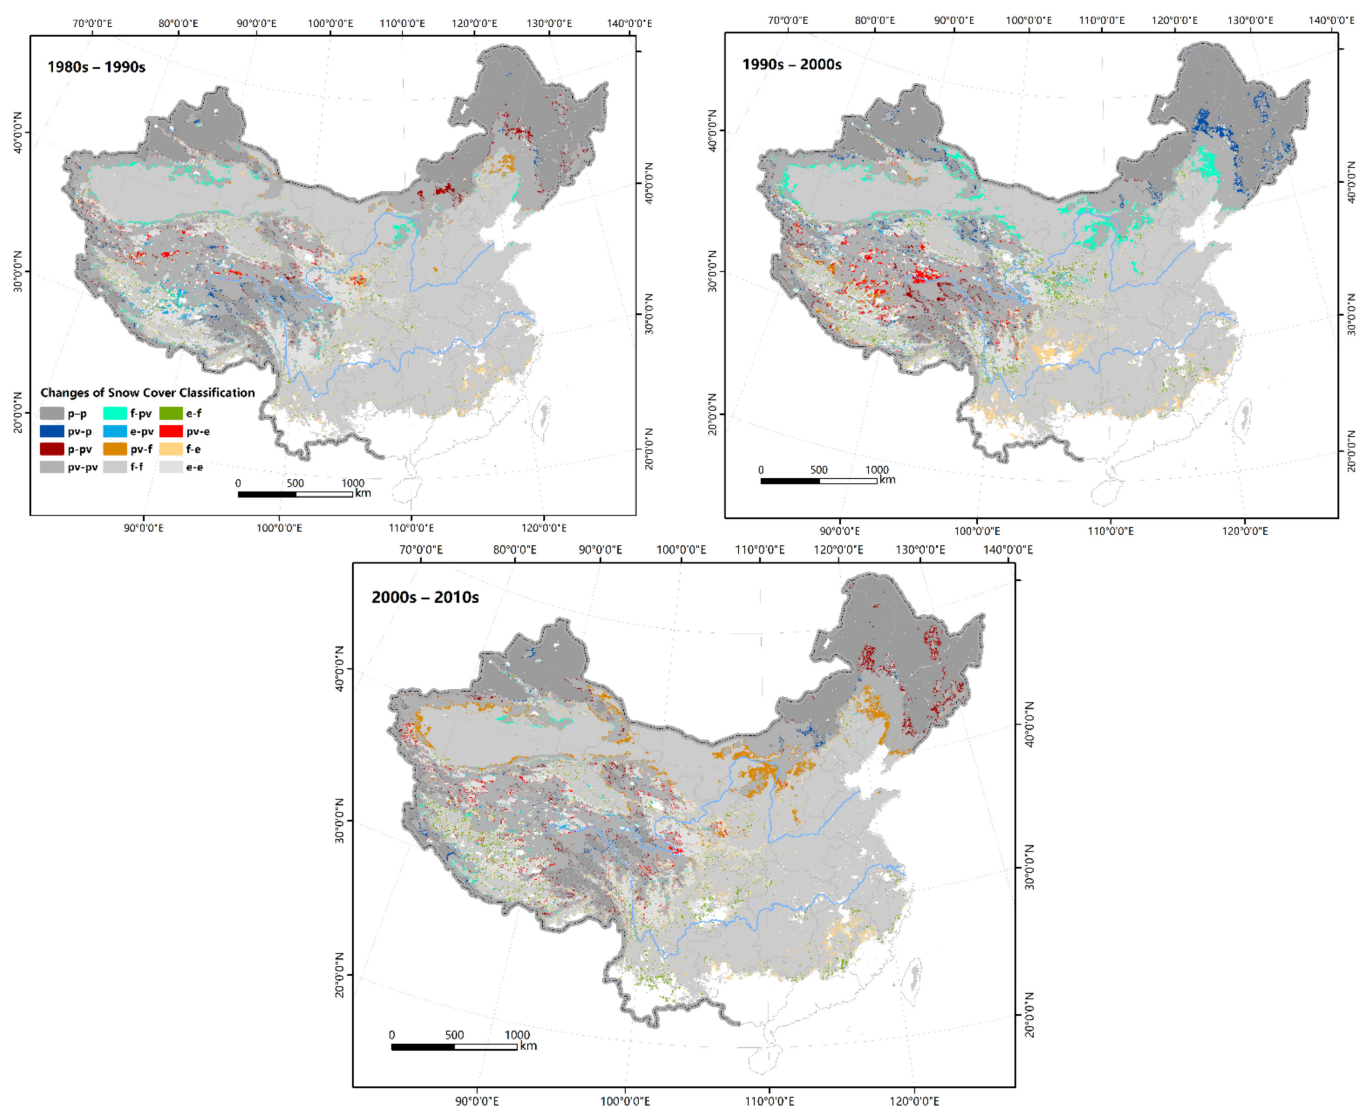 70°0'0"E 80°0'0"E 90°0'0"E 100°0'0"E 110°0'0"E 120°0'0"E 130°0'0"E 140°0'0"E
1980s – 1990s
40°0'0"N
30°0'0"N
20°0'0"N
40°0'0"N
30°0'0"N
20°0'0"N
Changes of Snow Cover Classification
p–p f-pv e-f
pv-p e-pv pv-e
p-pv pv-f f-e
pv-pv f-f e-e
0 500 1000
km
90°0'0"E 100°0'0"E 110°0'0"E 120°0'0"E
70°0'0"E 80°0'0"E 90°0'0"E 100°0'0"E 110°0'0"E 120°0'0"E 130°0'0"E 140°0'0"E
1990s – 2000s
40°0'0"N
30°0'0"N
20°0'0"N
40°0'0"N
30°0'0"N
20°0'0"N
0 500 1000
km
90°0'0"E 100°0'0"E 110°0'0"E 120°0'0"E
70°0'0"E 80°0'0"E 90°0'0"E 100°0'0"E 110°0'0"E 120°0'0"E 130°0'0"E 140°0'0"E
2000s – 2010s
40°0'0"N
30°0'0"N
20°0'0"N
40°0'0"N
30°0'0"N
20°0'0"N
0 500 1000
km
90°0'0"E 100°0'0"E 110°0'0"E 120°0'0"E